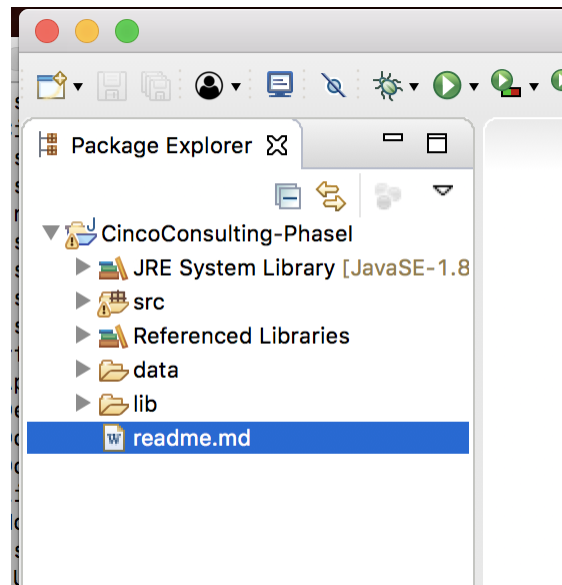 Package Explorer
CincoConsulting-PhaseI
JRE System Library [JavaSE-1.8
src
Referenced Libraries
data
lib
readme.md